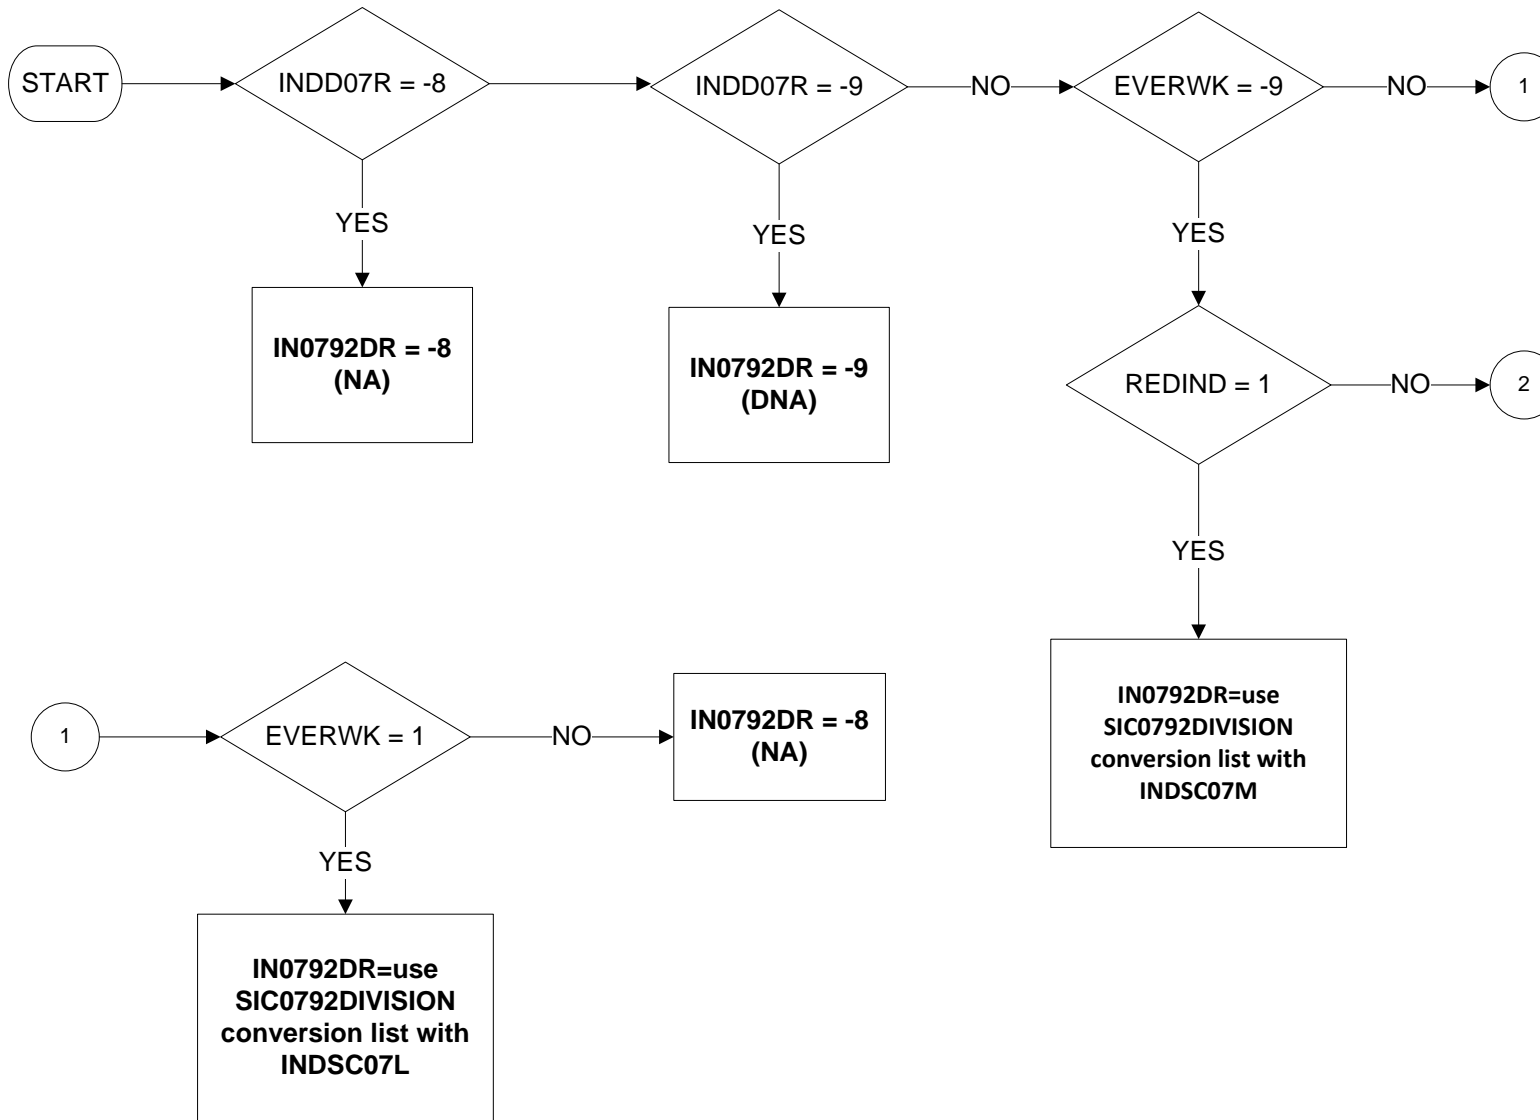 START
INDD07R = -8
INDD07R = -9
NO
EVERWK = -9
NO
1
YES
YES
YES
IN0792DR = -8
(NA)
IN0792DR = -9
(DNA)
REDIND = 1
NO
2
YES
1
EVERWK = 1
NO
IN0792DR = -8
(NA)
IN0792DR=use
SIC0792DIVISION
conversion list with
INDSC07M
YES
IN0792DR=use
SIC0792DIVISION
conversion list with
INDSC07L